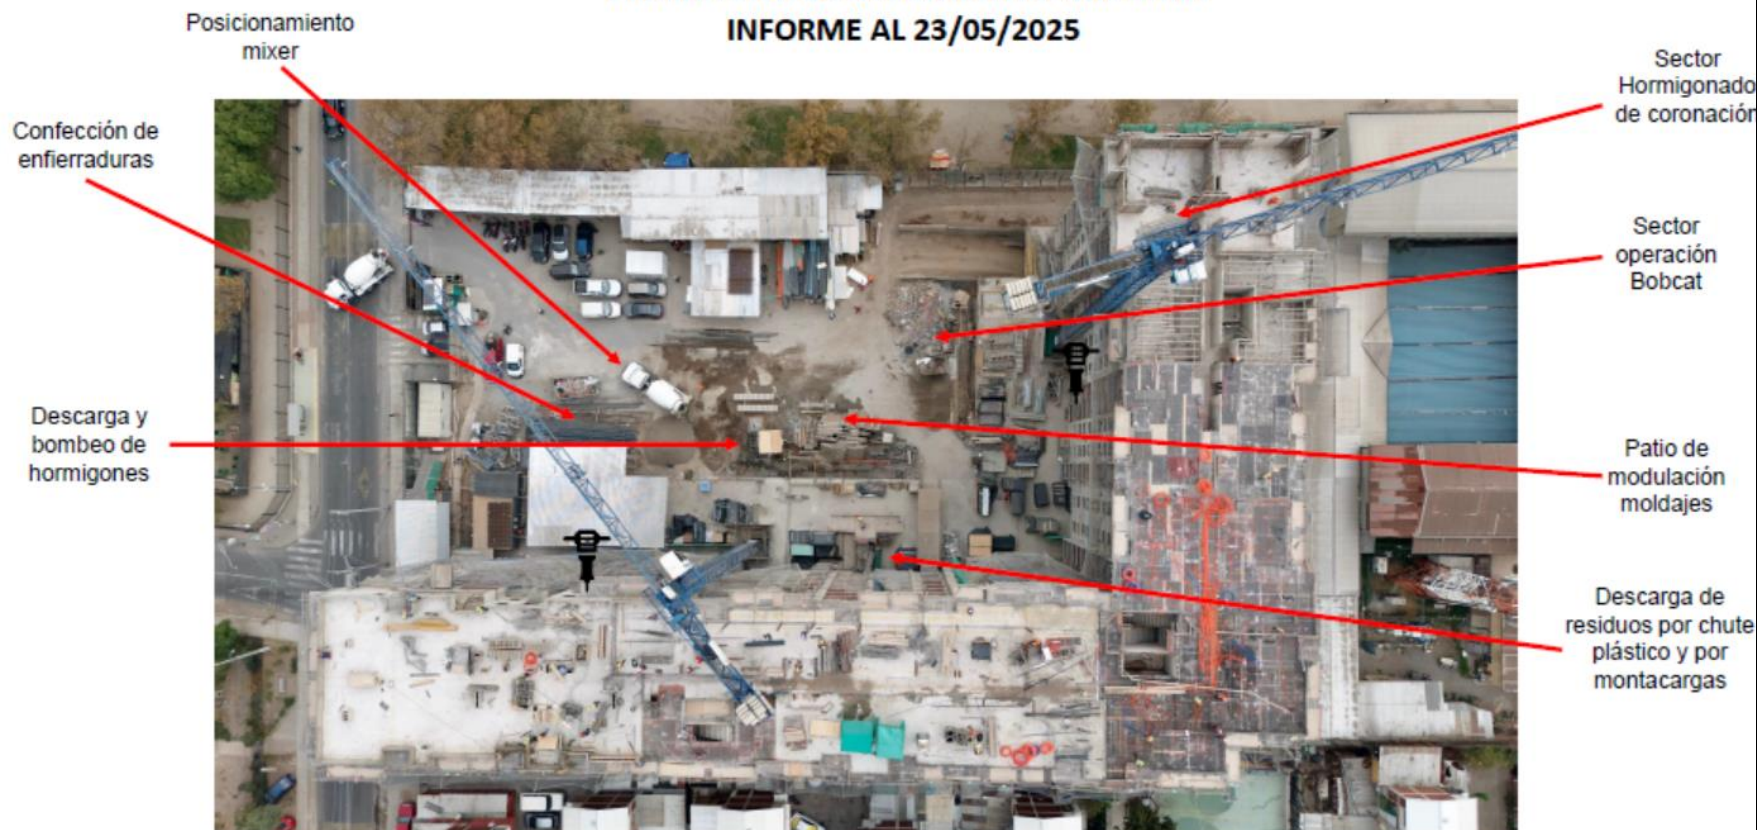 INFORME AL 23/05/2025
Posicionamiento
mixer
Confección de
enfierraduras
Descarga y
bombeo de
hormigones
Sector
Hormigonado
de coronación
Sector
operación
Bobcat
Patio de
modulación
moldajes
Descarga de
residuos por chute
plástico y por
montacargas